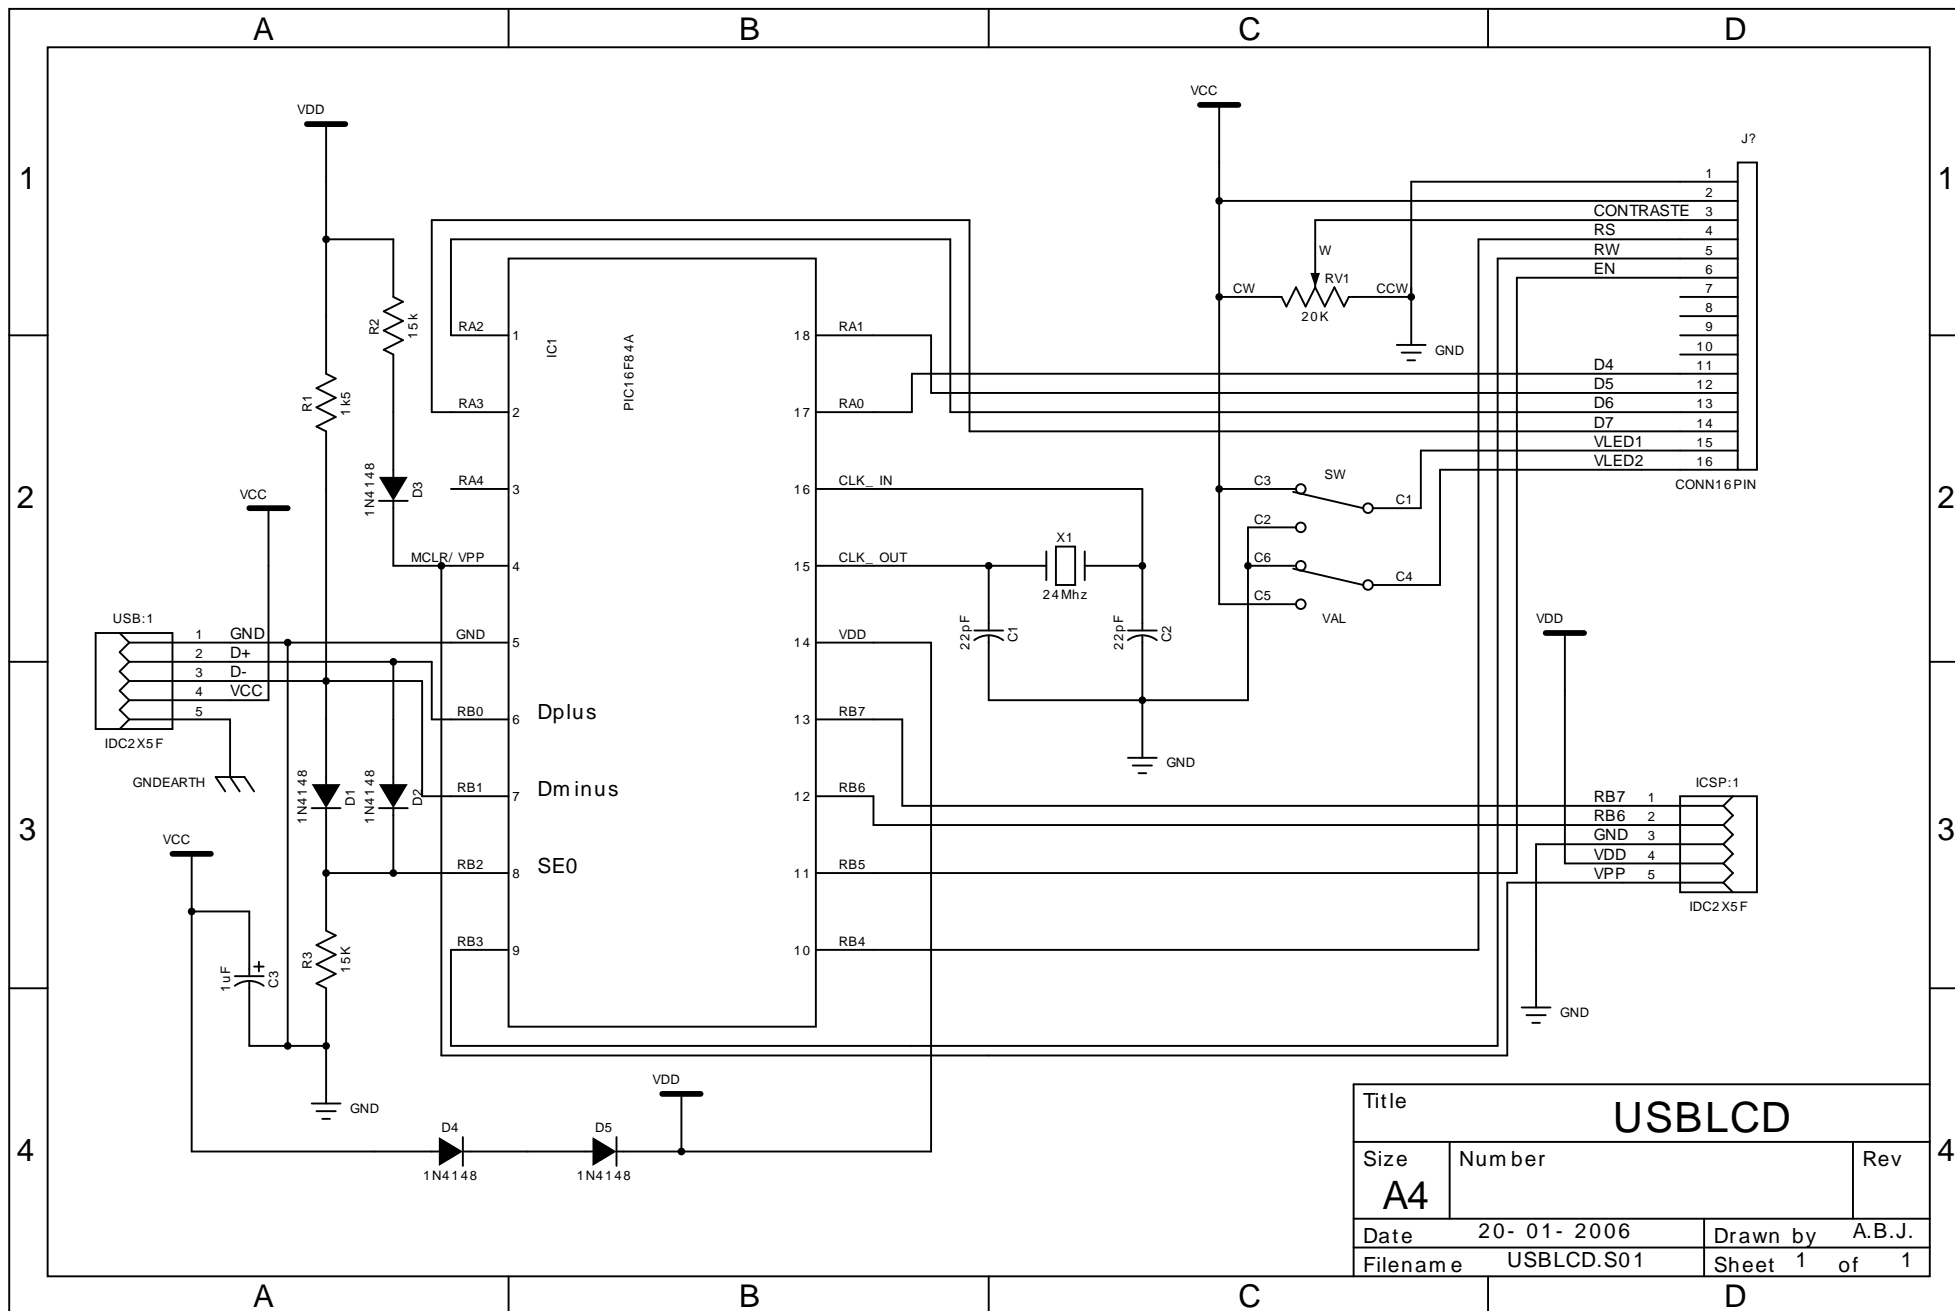 A B C D
1
2
3
4
VDD
R2
15k
R1
1k5
1N4148
D3
VCC
USB:1
1 GND
2 D+
3 D-
4 VCC
5
IDC2X5F
GNDEARTH
1N4148
D1
1N4148
D2
VCC
1uF
+
C3
R3
15K
GND
D4
1N4148
D5
1N4148
VDD
IC1
PIC16F84A
RA2 1
RA3 2
RA4 3
MCLR/ VPP 4
GND 5
RB0 6 Dplus
RB1 7 Dminus
RB2 8 SE0
RB3 9
18 RA1
17 RA0
16 CLK_ IN
15 CLK_ OUT
14 VDD
13 RB7
12 RB6
11 RB5
10 RB4
X1
24Mhz
22pF
C1
22pF
C2
GND
VCC
W
CW RV1 CCW
20K
GND
C3 SW
C1
C2
C6
C4
C5
VAL
J?
1
2
CONTRASTE 3
RS 4
RW 5
EN 6
7
8
9
10
D4 11
D5 12
D6 13
D7 14
VLED1 15
VLED2 16
CONN16PIN
VDD
ICSP:1
RB7 1
RB6 2
GND 3
VDD 4
VPP 5
IDC2X5F
GND
1
2
3
4
Title USBLCD
Size A4
Number
Rev
Date 20- 01- 2006
Drawn by A.B.J.
Filename USBLCD.S01
Sheet 1 of 1
A B C D